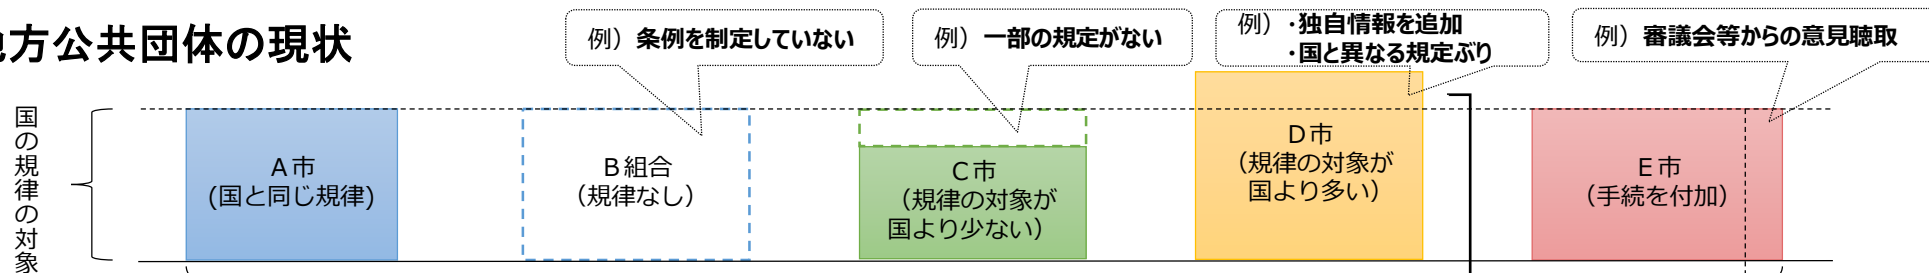 地方公共団体の現状
例）条例を制定していない
例）一部の規定がない
例）・独自情報を追加
・国と異なる規定ぶり
例）審議会等からの意見聴取
国の規律の対象
A市
(国と同じ規律)
B組合
（規律なし）
C市
（規律の対象が
国より少ない）
D市
（規律の対象が
国より多い）
E市
（手続を付加）